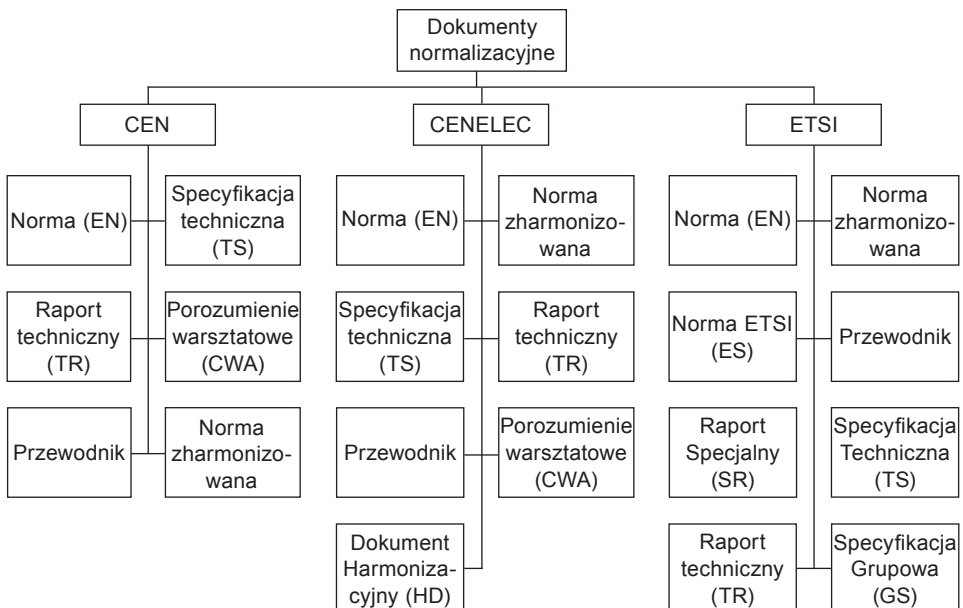 Dokumenty
normalizacyjne
CEN
CENELEC
ETSI
Norma (EN)
Specyfikacja
techniczna
(TS)
Raport
techniczny
(TR)
Porozumienie
warsztatowe
(CWA)
Przewodnik
Norma
zharmonizo-
wana
Norma (EN)
Norma
zharmonizo-
wana
Specyfikacja
techniczna
(TS)
Raport
techniczny
(TR)
Przewodnik
Porozumienie
warsztatowe
(CWA)
Dokument
Harmoniza-
cyjny (HD)
Norma (EN)
Norma
zharmonizo-
wana
Norma ETSI
(ES)
Przewodnik
Raport
Specjalny
(SR)
Specyfikacja
Techniczna
(TS)
Raport
techniczny
(TR)
Specyfikacja
Grupowa
(GS)